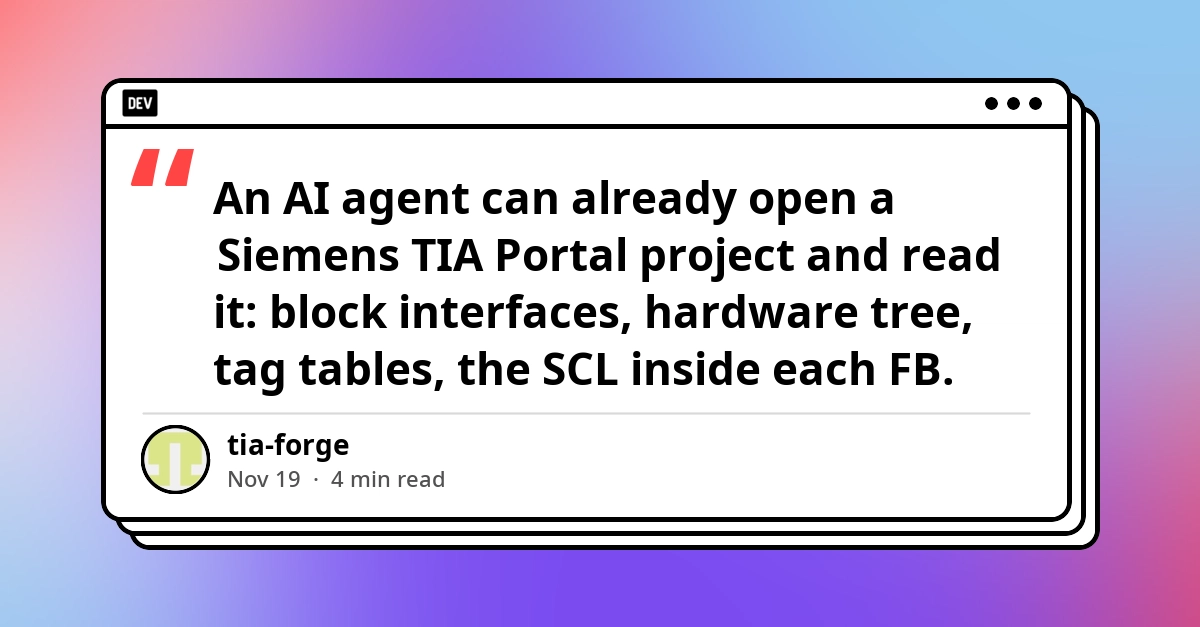 DEV
“ An AI agent can already open a
Siemens TIA Portal project and read
it: block interfaces, hardware tree,
tag tables, the SCL inside each FB.
tia-forge
Nov 19 · 4 min read